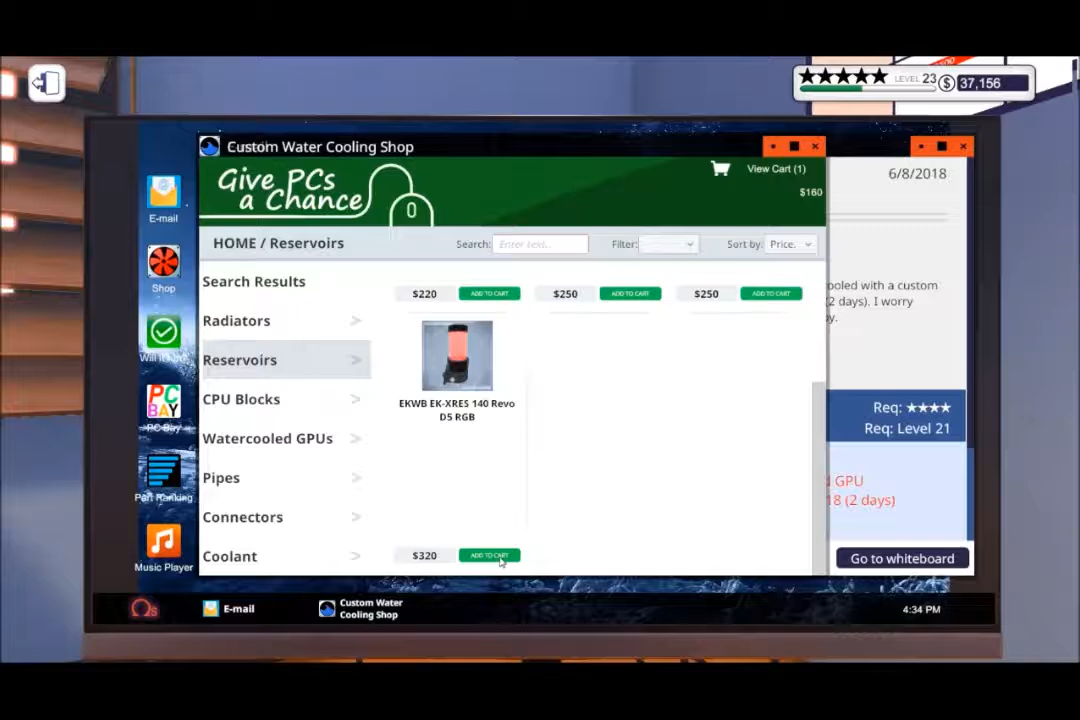 LEVEL 23
$ 37,156
Custom Water Cooling Shop
Give PCs
a Chance
View Cart (1)
$160
6/8/2018
HOME / Reservoirs
Search: Enter text...
Filter:
Sort by: Price.
E-mail
Shop
PC BAY
PC Bay
Part Ranking
Music Player
Search Results
Radiators >
Reservoirs >
CPU Blocks >
Watercooled GPUs >
Pipes >
Connectors >
Coolant >
$220 ADD TO CART $250 ADD TO CART $250 ADD TO CART
EKWB EK-XRES 140 Revo
D5 RGB
$320 ADD TO CART
ooled with a custom
(2 days). I worry
y.
Req: ★★★★
Req: Level 21
d GPU
18 (2 days)
Go to whiteboard
E-mail
Custom Water
Cooling Shop
4:34 PM